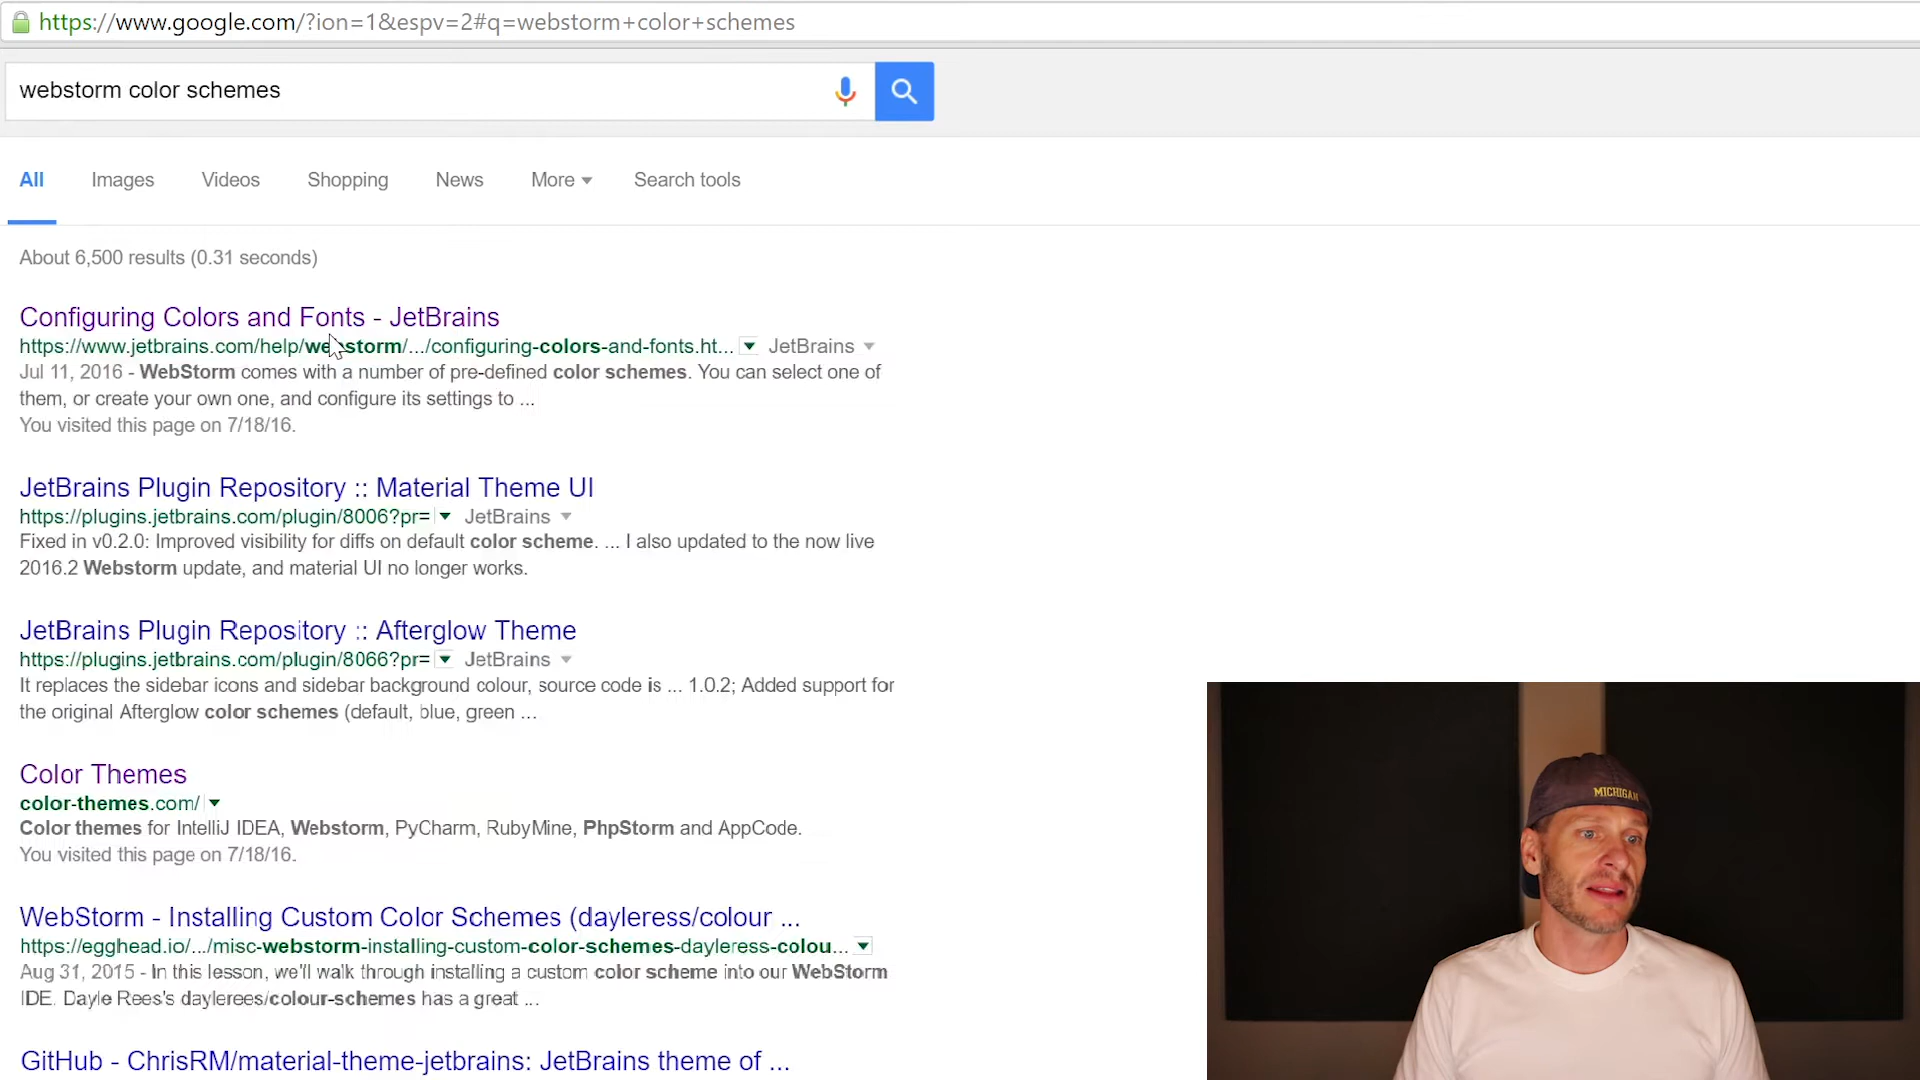 https://www.google.com/?ion=1&espv=2#q=webstorm+color+schemes
webstorm color schemes
All Images Videos Shopping News More Search tools
About 6,500 results (0.31 seconds)
Configuring Colors and Fonts - JetBrains
https://www.jetbrains.com/help/webstorm/.../configuring-colors-and-fonts.ht... JetBrains
Jul 11, 2016 - WebStorm comes with a number of pre-defined color schemes. You can select one of
them, or create your own one, and configure its settings to ...
You visited this page on 7/18/16.
JetBrains Plugin Repository :: Material Theme UI
https://plugins.jetbrains.com/plugin/8006?pr= JetBrains
Fixed in v0.2.0: Improved visibility for diffs on default color scheme. ... I also updated to the now live
2016.2 Webstorm update, and material UI no longer works.
JetBrains Plugin Repository :: Afterglow Theme
https://plugins.jetbrains.com/plugin/8066?pr= JetBrains
It replaces the sidebar icons and sidebar background colour, source code is ... 1.0.2; Added support for
the original Afterglow color schemes (default, blue, green ...
Color Themes
color-themes.com/
Color themes for IntelliJ IDEA, Webstorm, PyCharm, RubyMine, PhpStorm and AppCode.
You visited this page on 7/18/16.
WebStorm - Installing Custom Color Schemes (dayleress/colour ...
https://egghead.io/.../misc-webstorm-installing-custom-color-schemes-dayleress-colou...
Aug 31, 2015 - In this lesson, we'll walk through installing a custom color scheme into our WebStorm
IDE. Dayle Rees's daylerees/colour-schemes has a great ...
GitHub - ChrisRM/material-theme-jetbrains: JetBrains theme of ...
MICHIGAN